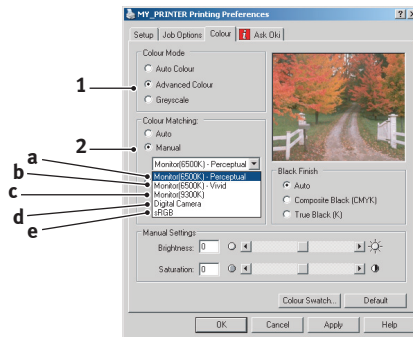 MY_PRINTER Printing Preferences
Setup Job Options Colour Ask Oki
Colour Mode
Auto Colour
1
Advanced Colour
Greyscale
Colour Matching:
Auto
2
Manual
Monitor(6500K) - Perceptual
a
Monitor(6500K) - Perceptual
b
Monitor(6500K) - Vivid
c
Monitor(9300K)
d
Digital Camera
e
sRGB
Black Finish
Auto
Composite Black (CMYK)
True Black (K)
Manual Settings
Brightness: 0
Saturation: 0
Colour Swatch... Default
OK Cancel Apply Help